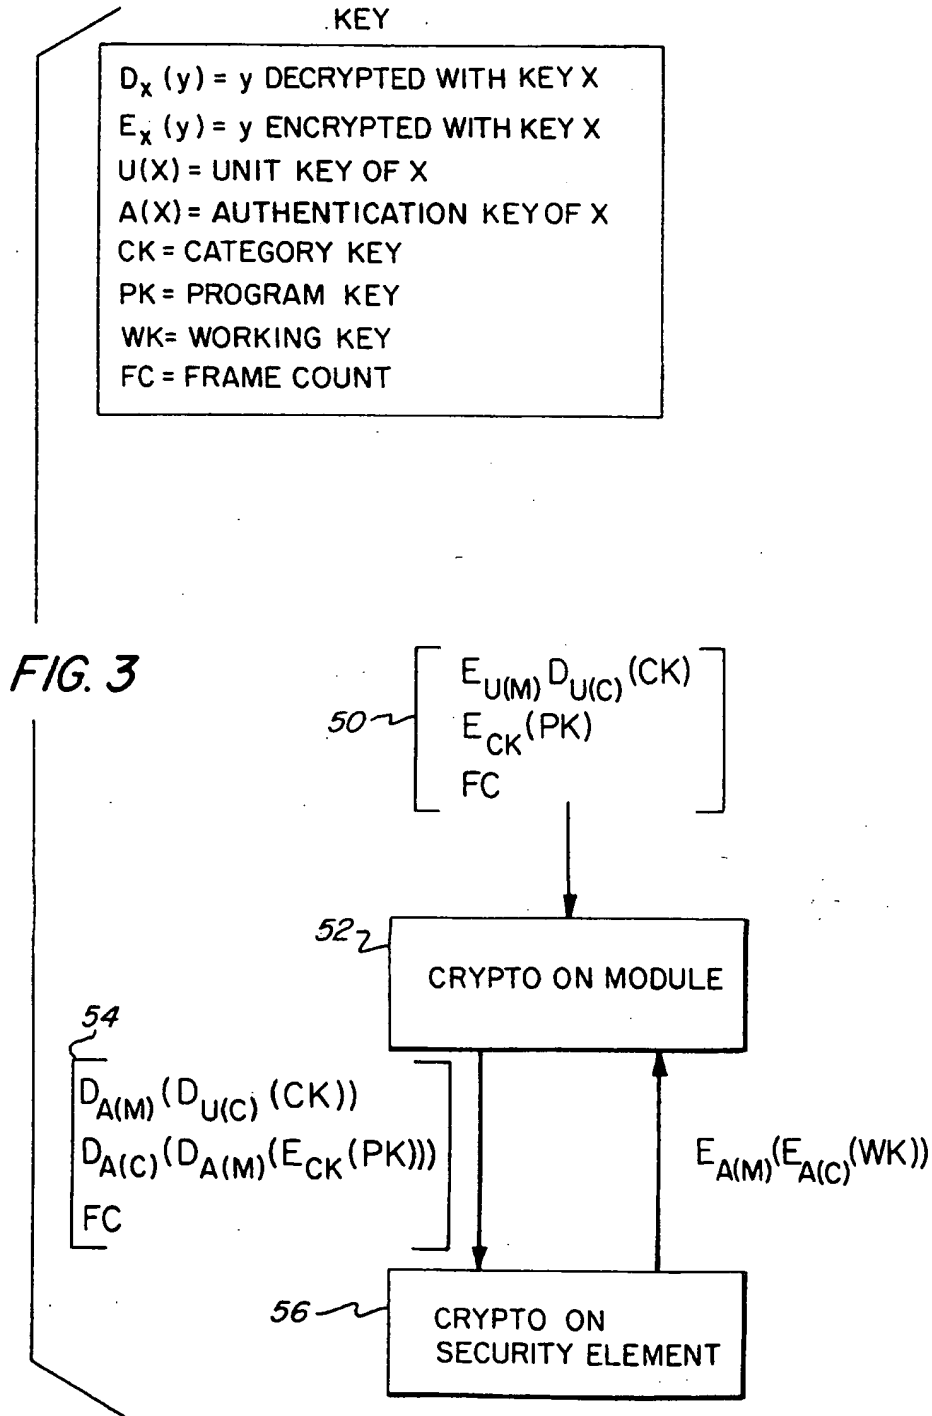 KEY
Dₓ (y) = y DECRYPTED WITH KEY X
Eₓ (y) = y ENCRYPTED WITH KEY X
U(X) = UNIT KEY OF X
A(X) = AUTHENTICATION KEY OF X
CK = CATEGORY KEY
PK = PROGRAM KEY
WK= WORKING KEY
FC = FRAME COUNT
FIG. 3
50
E_U(M) D_U(C) (CK)
E_CK (PK)
FC
52
CRYPTO ON MODULE
54
D_A(M) (D_U(C) (CK))
D_A(C) (D_A(M) (E_CK (PK)))
FC
E_A(M) (E_A(C) (WK))
56
CRYPTO ON
SECURITY ELEMENT